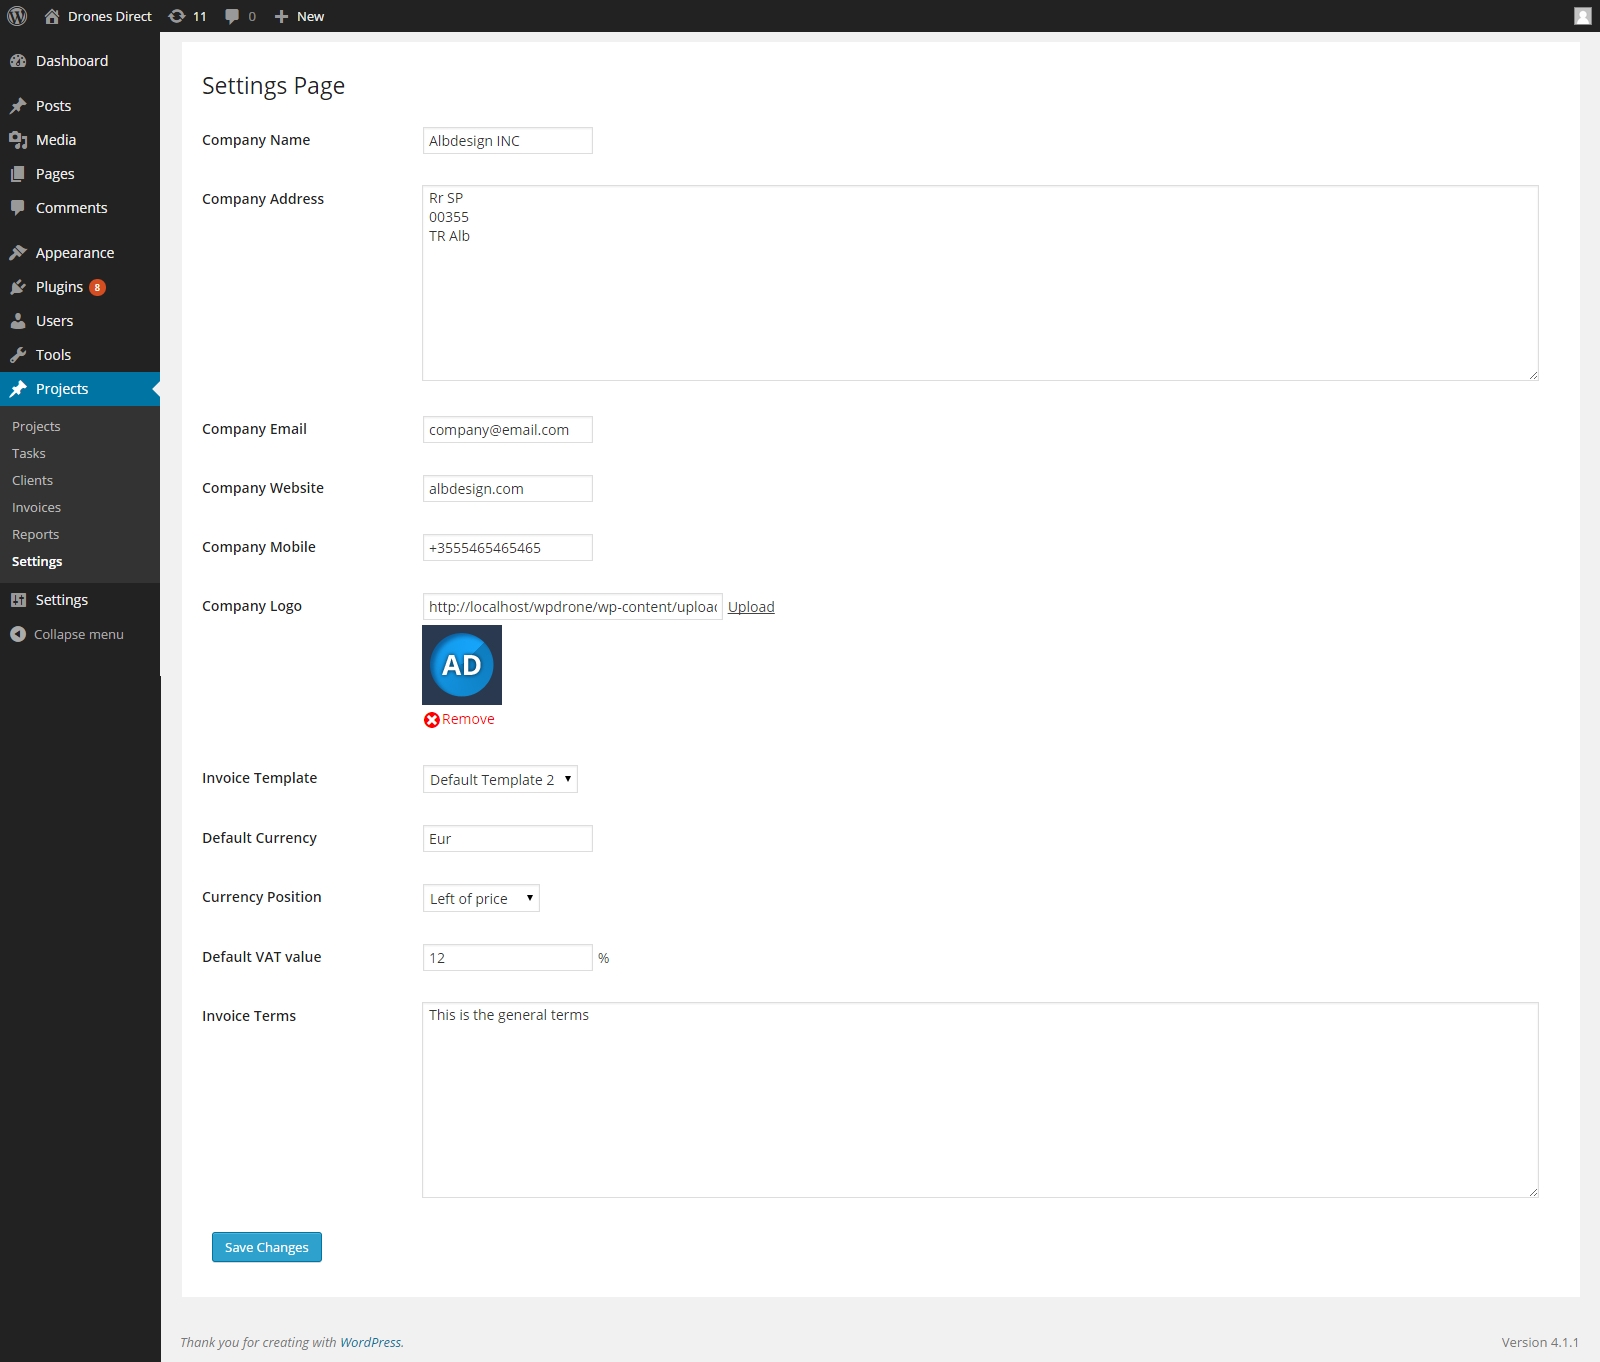 Drones Direct 11 0 New
Dashboard
Posts
Media
Pages
Comments
Appearance
Plugins 8
Users
Tools
Projects
Projects
Tasks
Clients
Invoices
Reports
Settings
Settings
Collapse menu
Settings Page
Company Name Albdesign INC
Company Address Rr SP
00355
TR Alb
Company Email company@email.com
Company Website albdesign.com
Company Mobile +3555465465465
Company Logo http://localhost/wpdrone/wp-content/uploa Upload
AD
Remove
Invoice Template Default Template 2
Default Currency Eur
Currency Position Left of price
Default VAT value 12 %
Invoice Terms This is the general terms
Save Changes
Thank you for creating with WordPress. Version 4.1.1